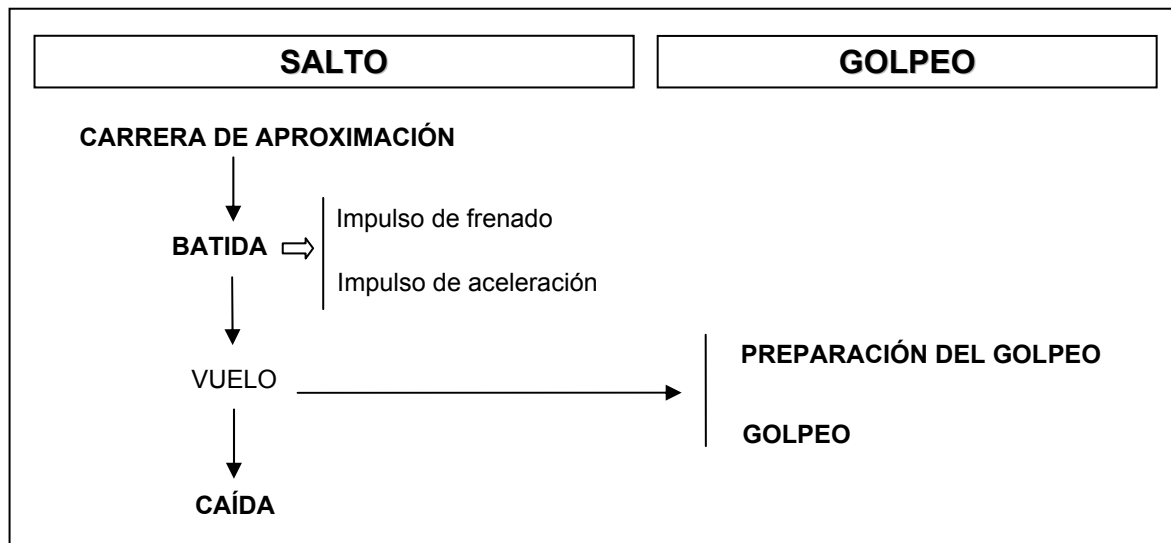 SALTO
GOLPEO
CARRERA DE APROXIMACIÓN
BATIDA
Impulso de frenado
Impulso de aceleración
VUELO
PREPARACIÓN DEL GOLPEO
GOLPEO
CAÍDA